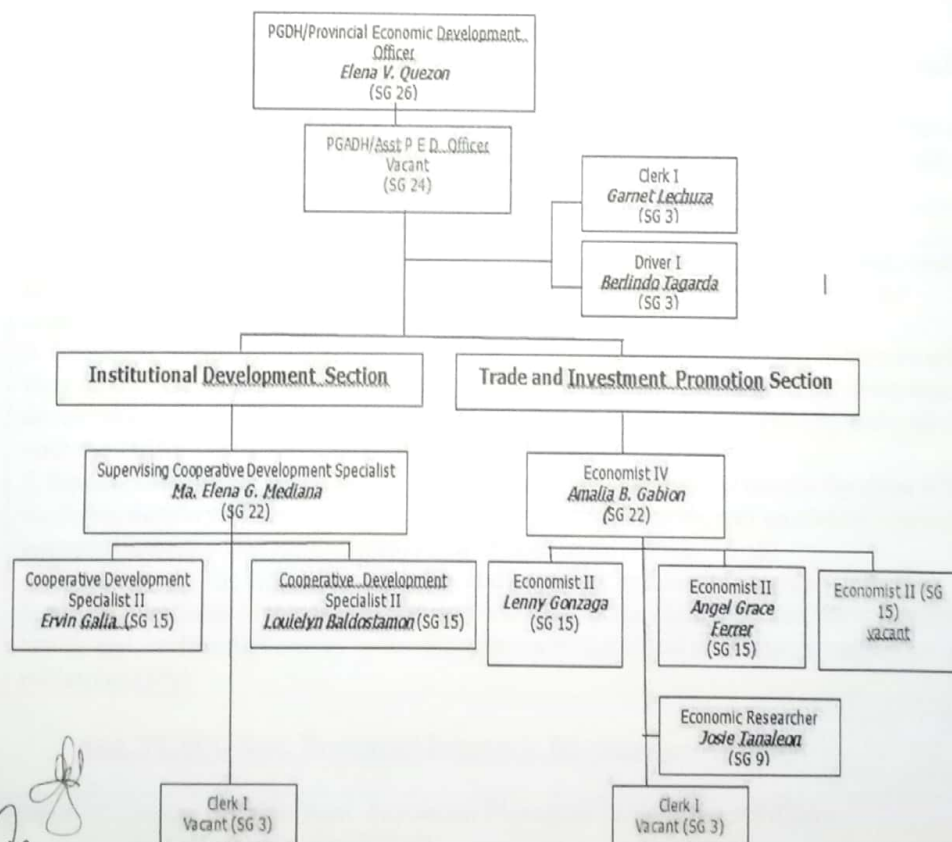 PGDH/Provincial Economic Development
Officer
Elena V. Quezon
(SG 26)
PGADH/Asst P E D Officer
Vacant
(SG 24)
Clerk I
Garnet Lechuza
(SG 3)
Driver I
Berlindo Tagarda
(SG 3)
Institutional Development Section
Trade and Investment Promotion Section
Supervising Cooperative Development Specialist
Ma. Elena G. Mediana
(SG 22)
Economist IV
Amalia B. Gabion
(SG 22)
Cooperative Development
Specialist II
Ervin Galia (SG 15)
Cooperative Development
Specialist II
Louielyn Baldostamon (SG 15)
Economist II
Lenny Gonzaga
(SG 15)
Economist II
Angel Grace
Ferrer
(SG 15)
Economist II (SG
15)
vacant
Economic Researcher
Josie Tanaleon
(SG 9)
Clerk I
Vacant (SG 3)
Clerk I
Vacant (SG 3)